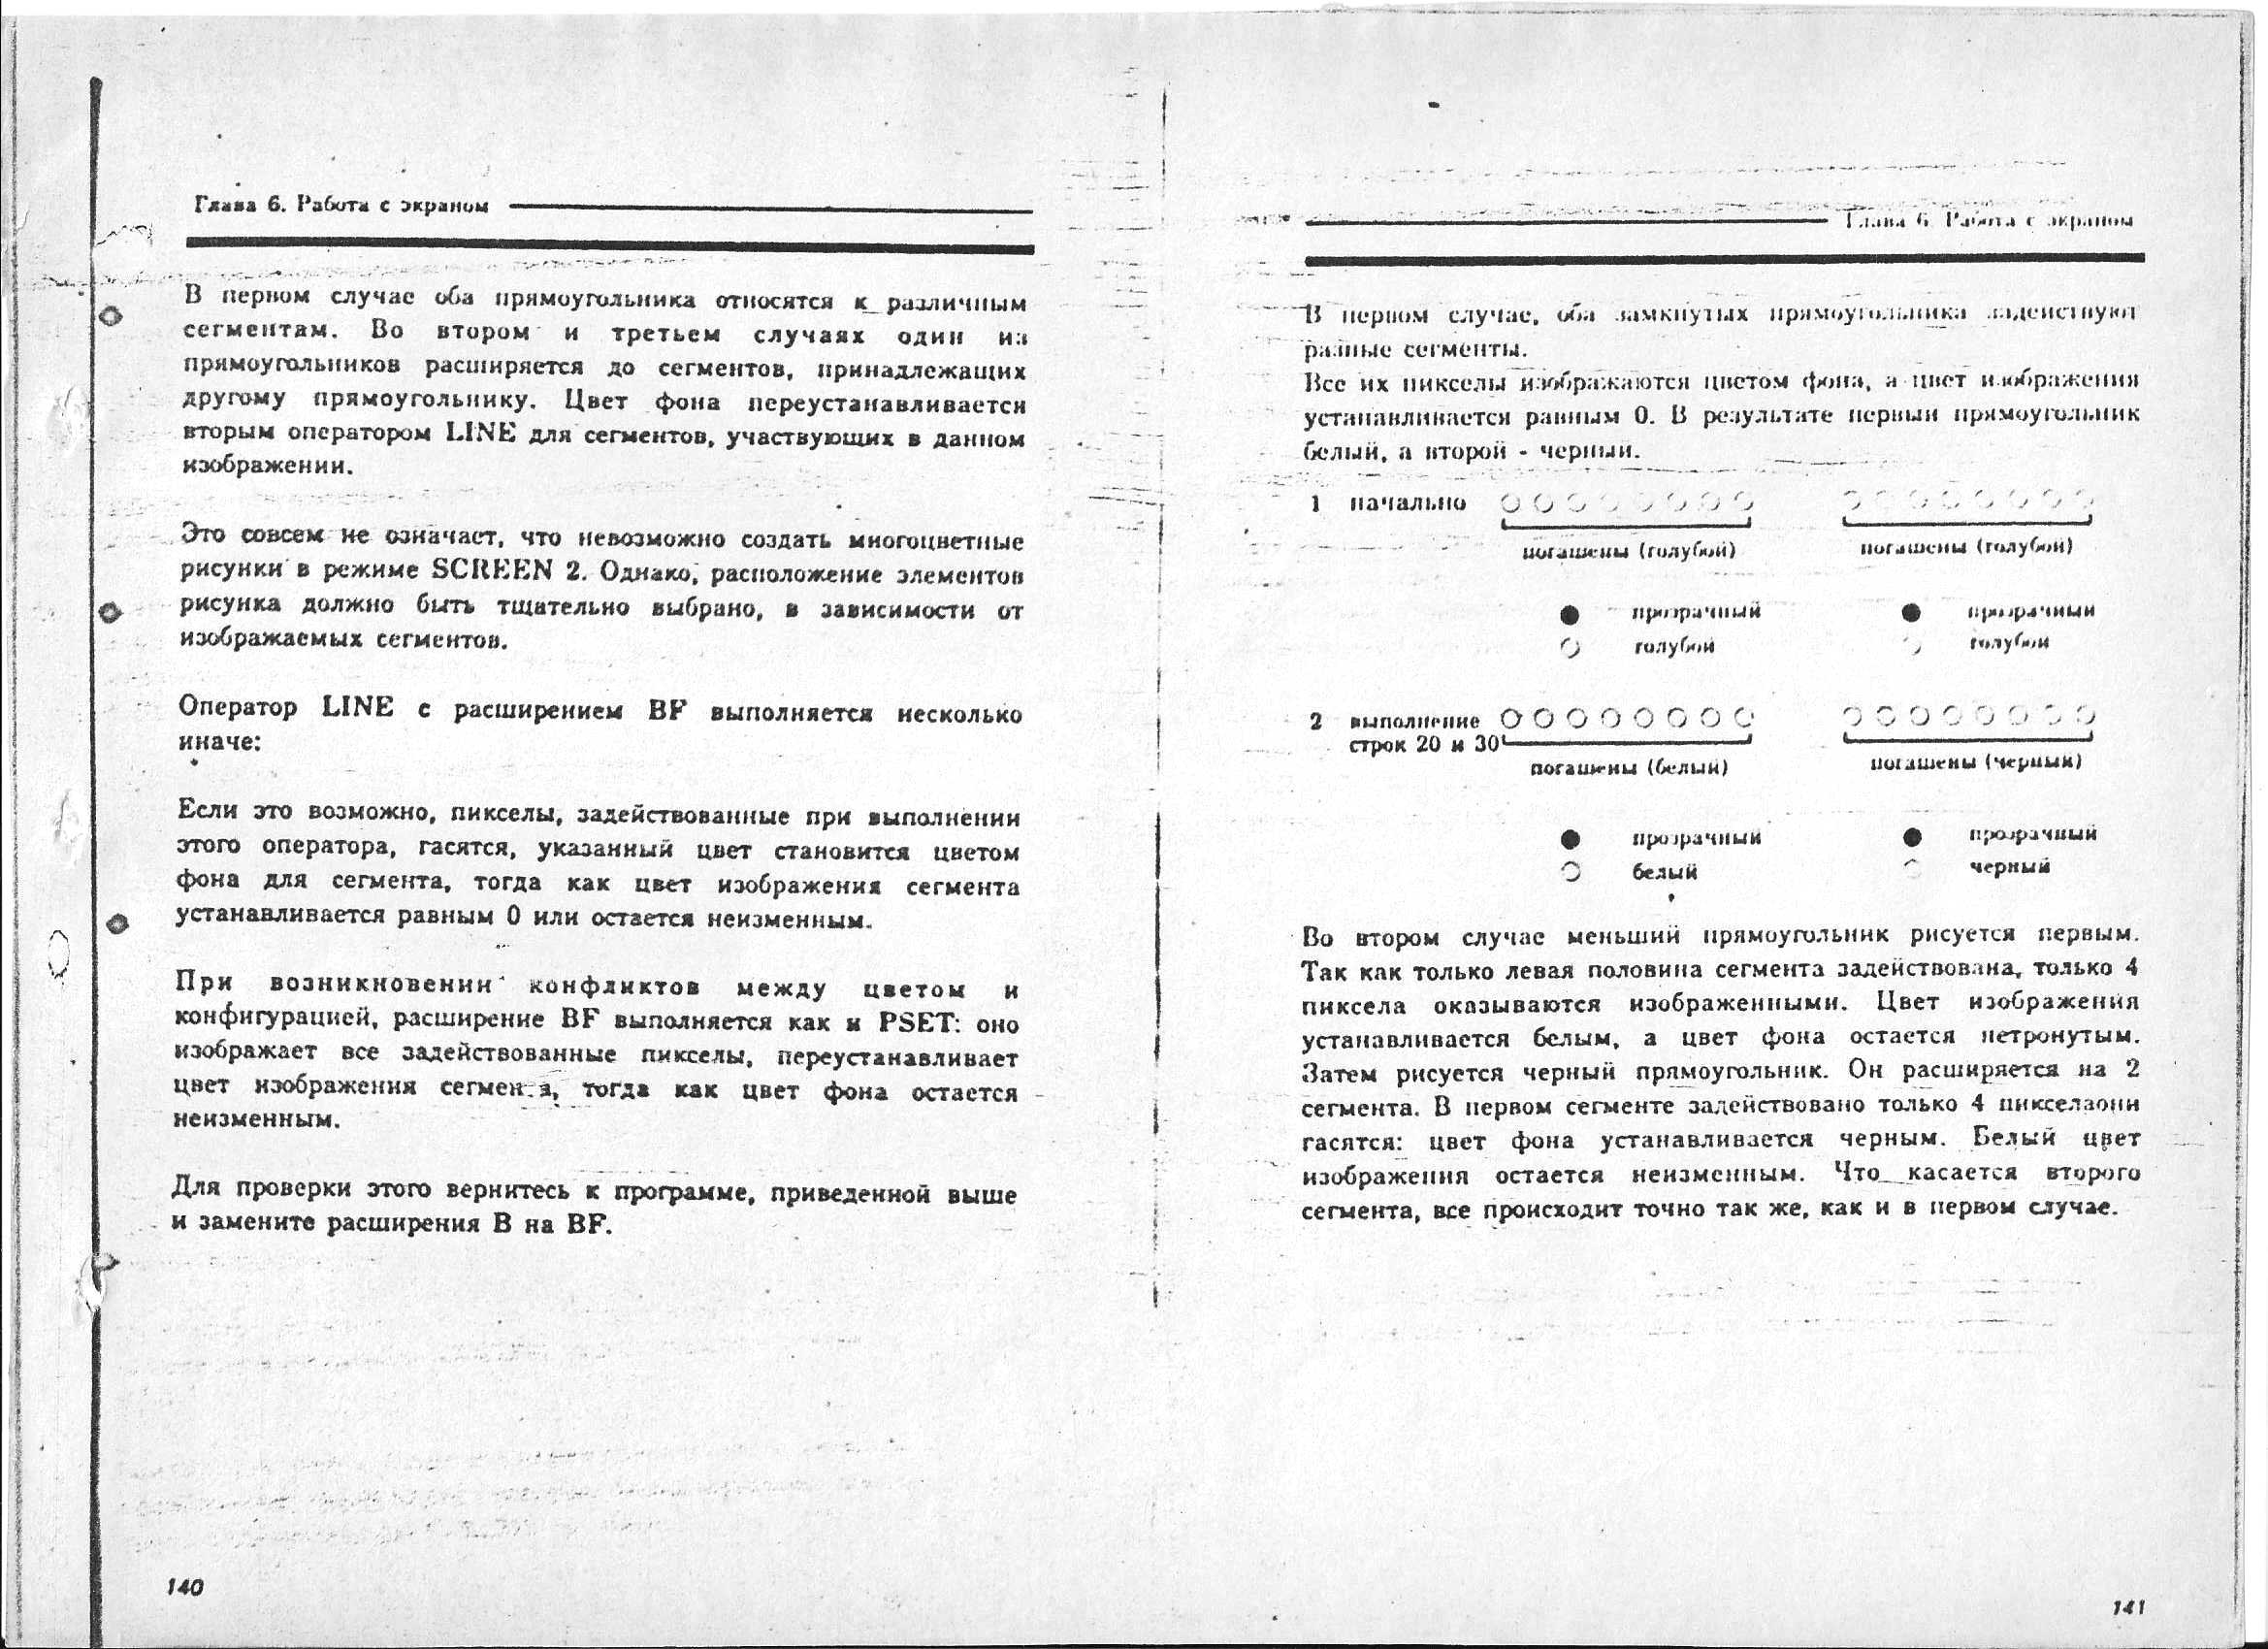 Глава 6. Работа с экраном
В первом случае оба прямоугольника относятся к различным
сегментам. Во втором и третьем случаях один из
прямоугольников расширяется до сегментов, принадлежащих
другому прямоугольнику. Цвет фона переустанавливается
вторым оператором LINE для сегментов, участвующих в данном
изображении.
Это совсем не означает, что невозможно создать многоцветные
рисунки в режиме SCREEN 2. Однако, расположение элементов
рисунка должно быть тщательно выбрано, в зависимости от
изображаемых сегментов.
Оператор LINE с расширением BF выполняется несколько
иначе:
Если это возможно, пикселы, задействованные при выполнении
этого оператора, гасятся, указанный цвет становится цветом
фона для сегмента, тогда как цвет изображения сегмента
устанавливается равным 0 или остается неизменным.
При возникновении конфликтов между цветом и
конфигурацией, расширение BF выполняется как и PSET: оно
изображает все задействованные пикселы, переустанавливает
цвет изображения сегмента, тогда как цвет фона остается
неизменным.
Для проверки этого вернитесь к программе, приведенной выше
и замените расширения B на BF.
140
Глава 6. Работа с экраном
В первом случае, оба замкнутых прямоугольника задействуют
разные сегменты.
Все их пикселы изображаются цветом фона, а цвет изображения
устанавливается равным 0. В результате первый прямоугольник
белый, а второй - черный.
1 начально
погашены (голубой) погашены (голубой)
прозрачный прозрачный
голубой голубой
2 выполнение
строк 20 и 30
погашены (белый) погашены (черный)
прозрачный прозрачный
белый черный
Во втором случае меньший прямоугольник рисуется первым.
Так как только левая половина сегмента задействована, только 4
пиксела оказываются изображенными. Цвет изображения
устанавливается белым, а цвет фона остается нетронутым.
Затем рисуется черный прямоугольник. Он расширяется на 2
сегмента. В первом сегменте задействовано только 4 пикселаони
гасятся: цвет фона устанавливается черным. Белый цвет
изображения остается неизменным. Что касается второго
сегмента, все происходит точно так же, как и в первом случае.
141